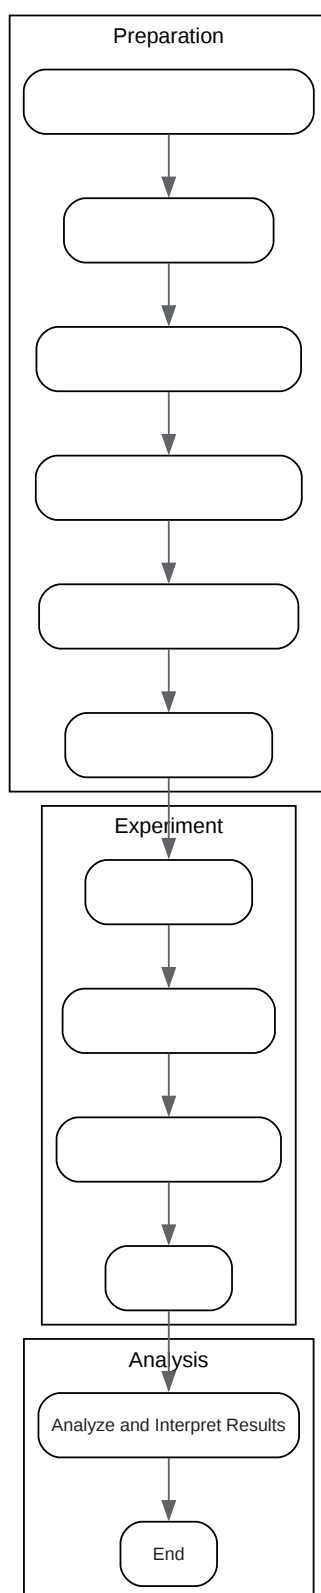 Preparation
Experiment
Analysis
Analyze and Interpret Results
End